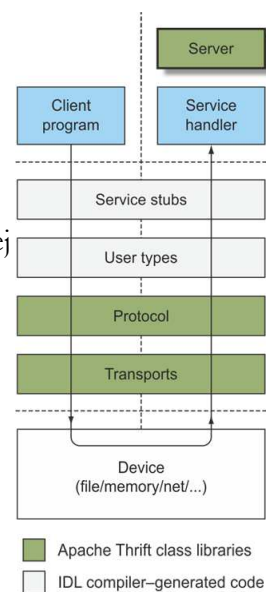 Server
Client
program
Service
handler
Service stubs
ej
User types
Protocol
Transports
Device
(file/memory/net/...)
Apache Thrift class libraries
IDL compiler–generated code